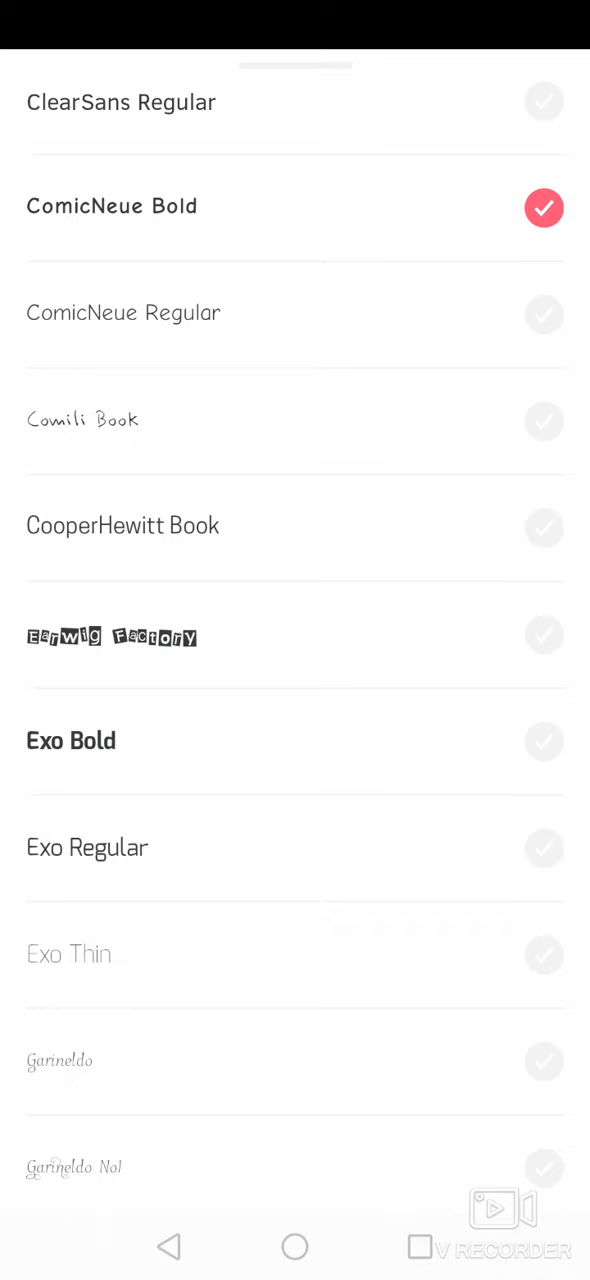 ClearSans Regular
ComicNeue Bold
ComicNeue Regular
Comili Book
CooperHewitt Book
Earwig Factory
Exo Bold
Exo Regular
Exo Thin
Garineldo
Garineldo No1
V RECORDER